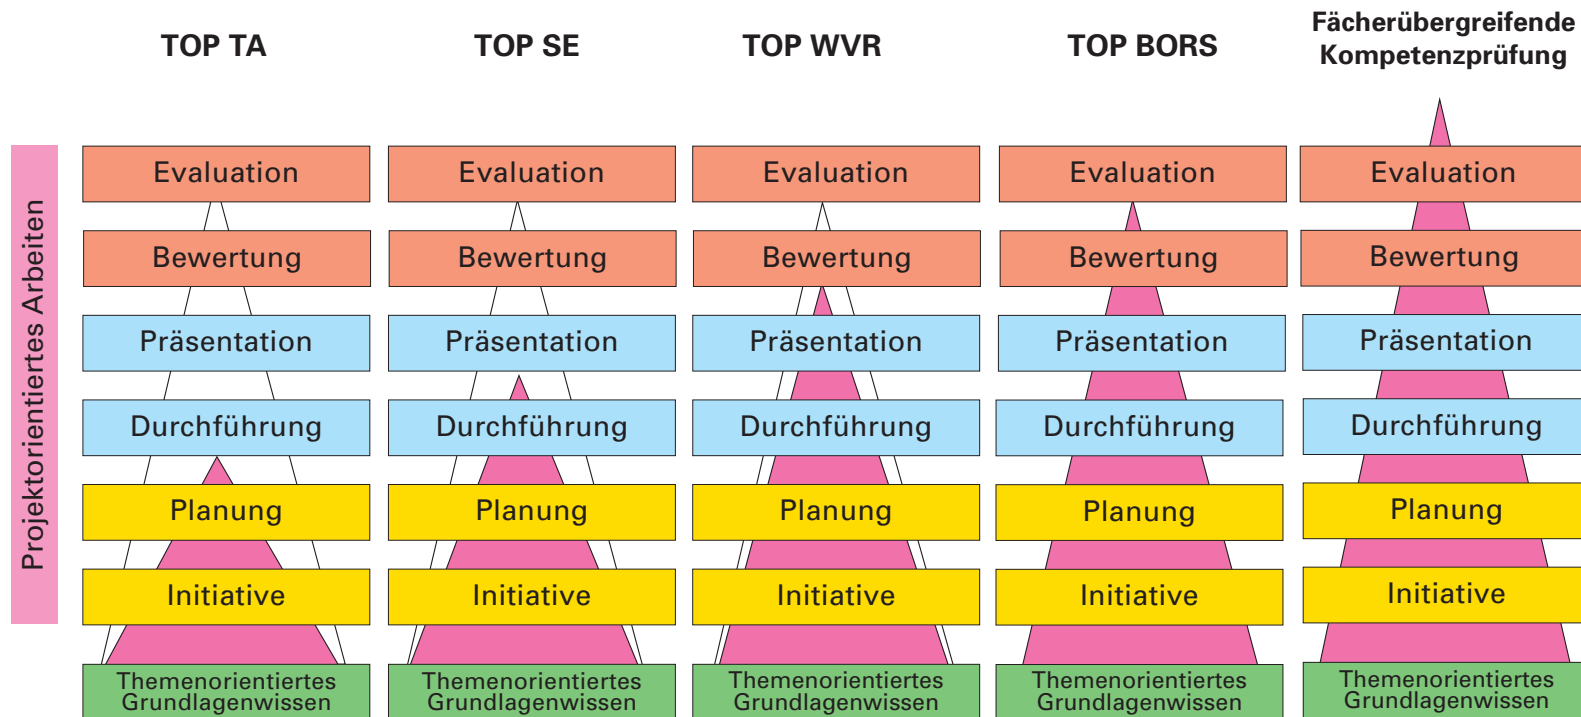 TOP TA
TOP SE
TOP WVR
TOP BORS
Fächerübergreifende
Kompetenzprüfung
Projektorientiertes Arbeiten
Evaluation
Evaluation
Evaluation
Evaluation
Evaluation
Bewertung
Bewertung
Bewertung
Bewertung
Bewertung
Präsentation
Präsentation
Präsentation
Präsentation
Präsentation
Durchführung
Durchführung
Durchführung
Durchführung
Durchführung
Planung
Planung
Planung
Planung
Planung
Initiative
Initiative
Initiative
Initiative
Initiative
Themenorientiertes
Grundlagenwissen
Themenorientiertes
Grundlagenwissen
Themenorientiertes
Grundlagenwissen
Themenorientiertes
Grundlagenwissen
Themenorientiertes
Grundlagenwissen